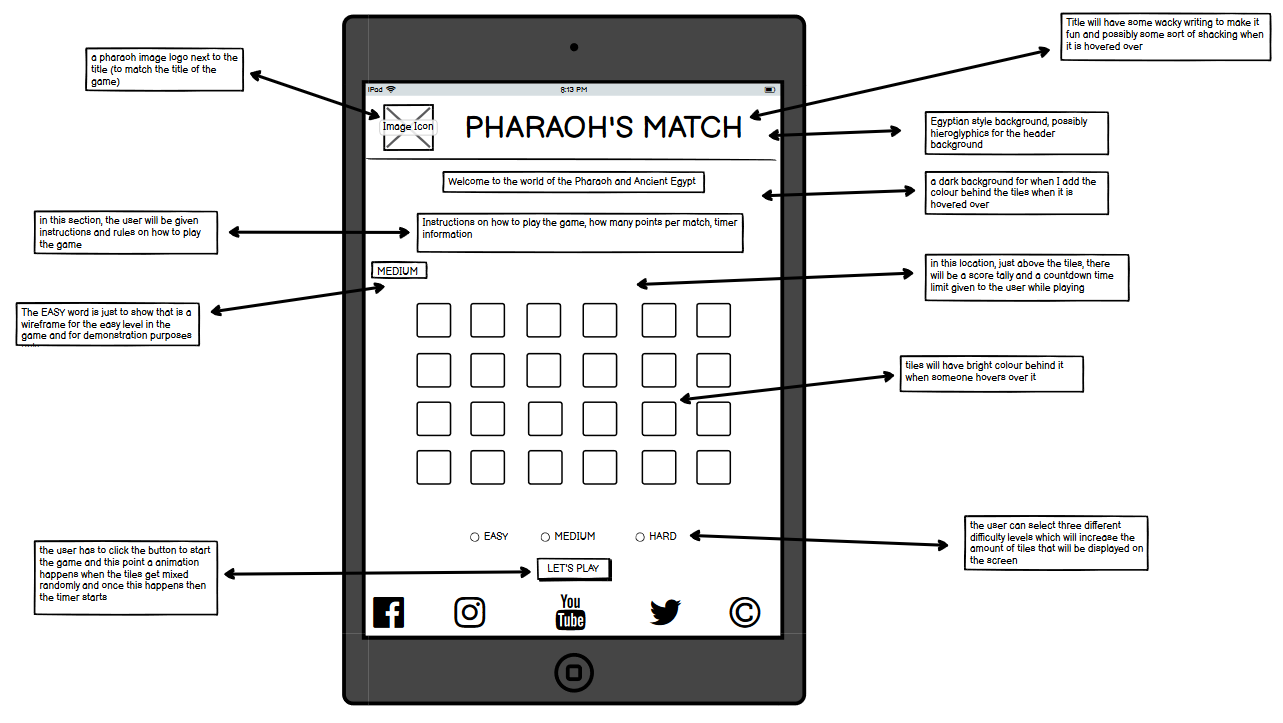 Title will have some wacky writing to make it
fun and possibly some sort of shacking when
it is hovered over
a pharaoh image logo next to the
title (to match the title of the
game)
iPad
8:13 PM
Image Icon
PHARAOH'S MATCH
Egyptian style background, possibly
hieroglyphics for the header
background
Welcome to the world of the Pharaoh and Ancient Egypt
a dark background for when I add the
colour behind the tiles when it is
hovered over
in this section, the user will be given
instructions and rules on how to play
the game
Instructions on how to play the game, how many points per match, timer
information
in this location, just above the tiles, there
will be a score tally and a countdown time
limit given to the user while playing
MEDIUM
The EASY word is just to show that is a
wireframe for the easy level in the
game and for demonstration purposes
tiles will have bright colour behind it
when someone hovers over it
the user can select three different
difficulty levels which will increase the
amount of tiles that will be displayed on
the screen
EASY
MEDIUM
HARD
the user has to click the button to start
the game and this point a animation
happens when the tiles get mixed
randomly and once this happens then
the timer starts
LET'S PLAY
You
Tube
©